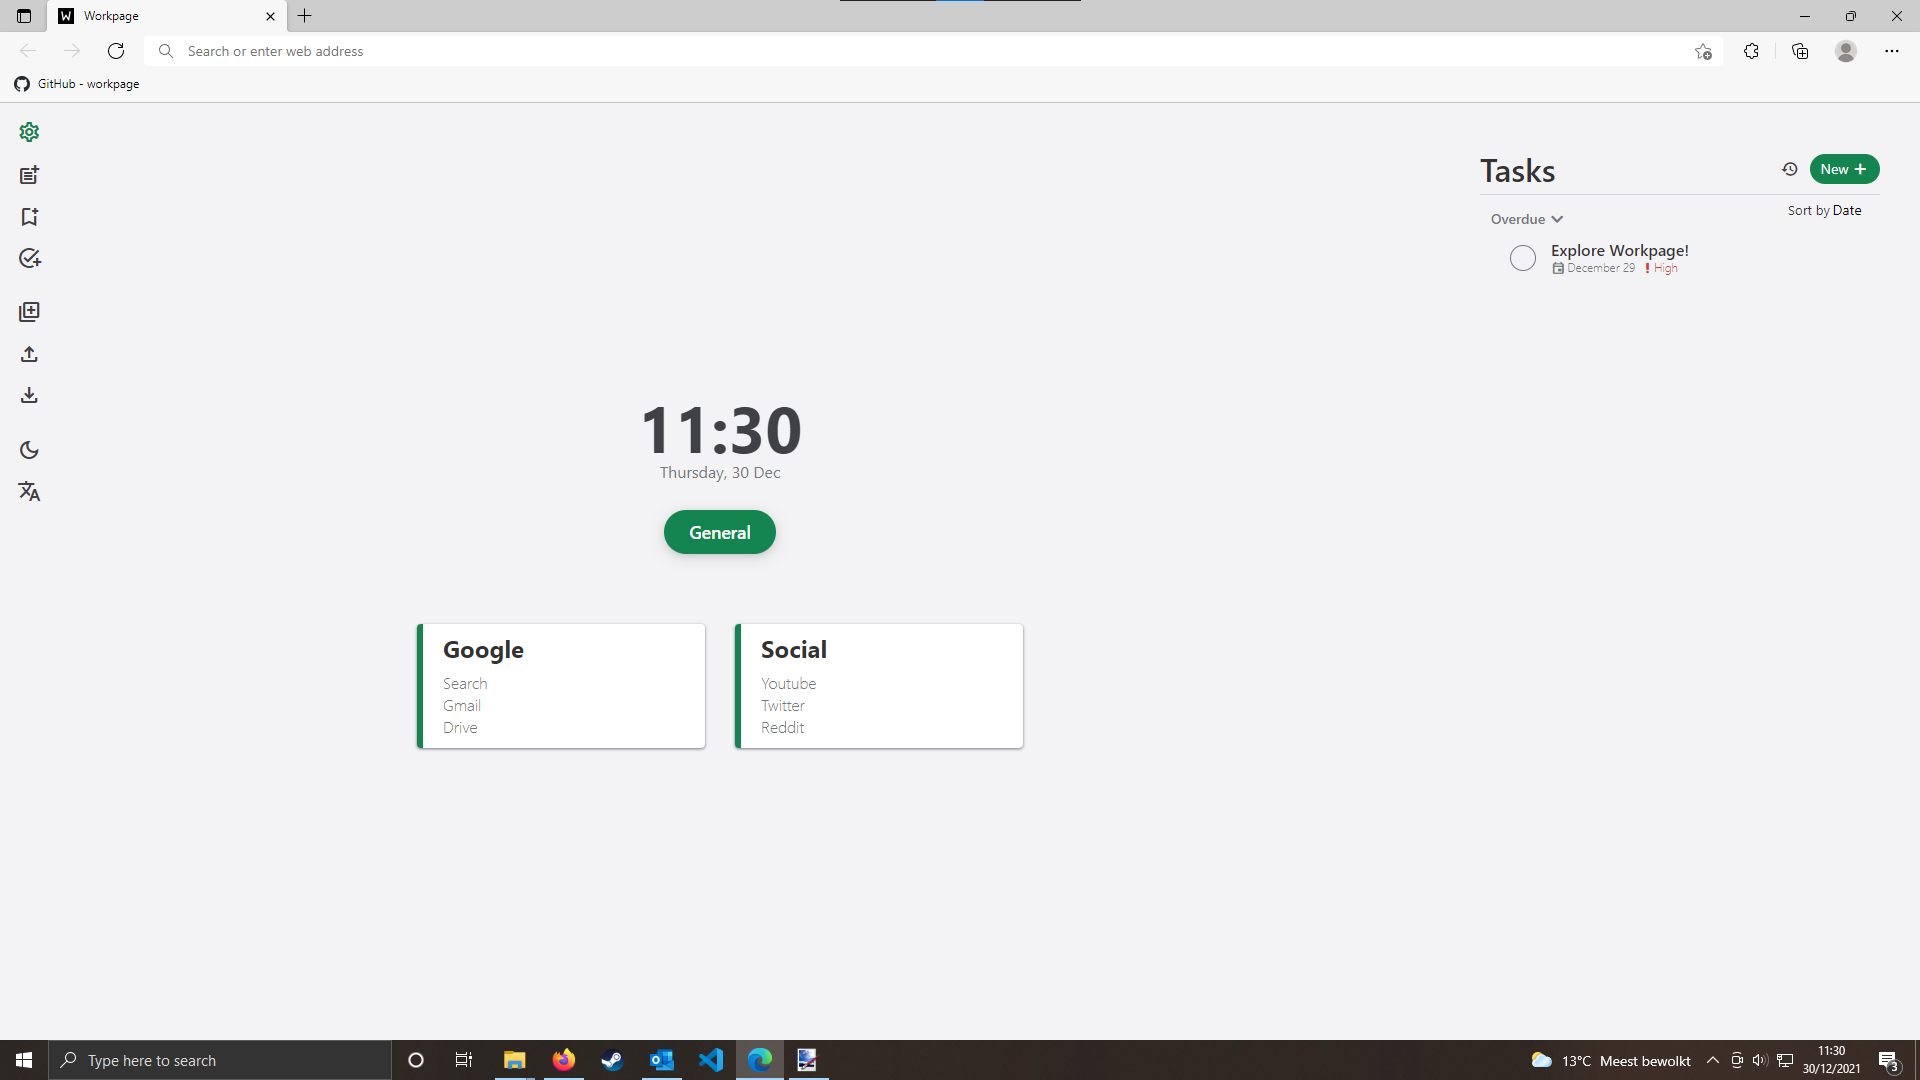 Workpage
Search or enter web address
GitHub - workpage
Tasks
New
Overdue
Sort by Date
Explore Workpage!
December 29 High
11:30
Thursday, 30 Dec
General
Google
Search
Gmail
Drive
Social
Youtube
Twitter
Reddit
Type here to search
13°C Meest bewolkt
11:30
30/12/2021
3